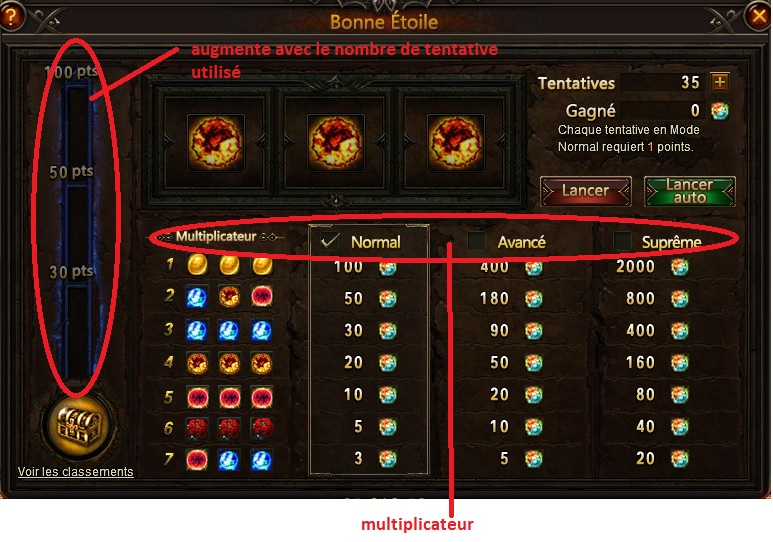 Bonne Étoile
augmente avec le nombre de tentative
utilisé
100 pts
50 pts
30 pts
Tentatives 35
Gagné 0
Chaque tentative en Mode
Normal requiert 1 points.
Lancer
Lancer
auto
Multiplicateur Normal Avancé Suprême
1 100 400 2000
2 50 180 800
3 30 90 400
4 20 50 160
5 10 20 80
6 5 10 40
7 3 5 20
Voir les classements
multiplicateur